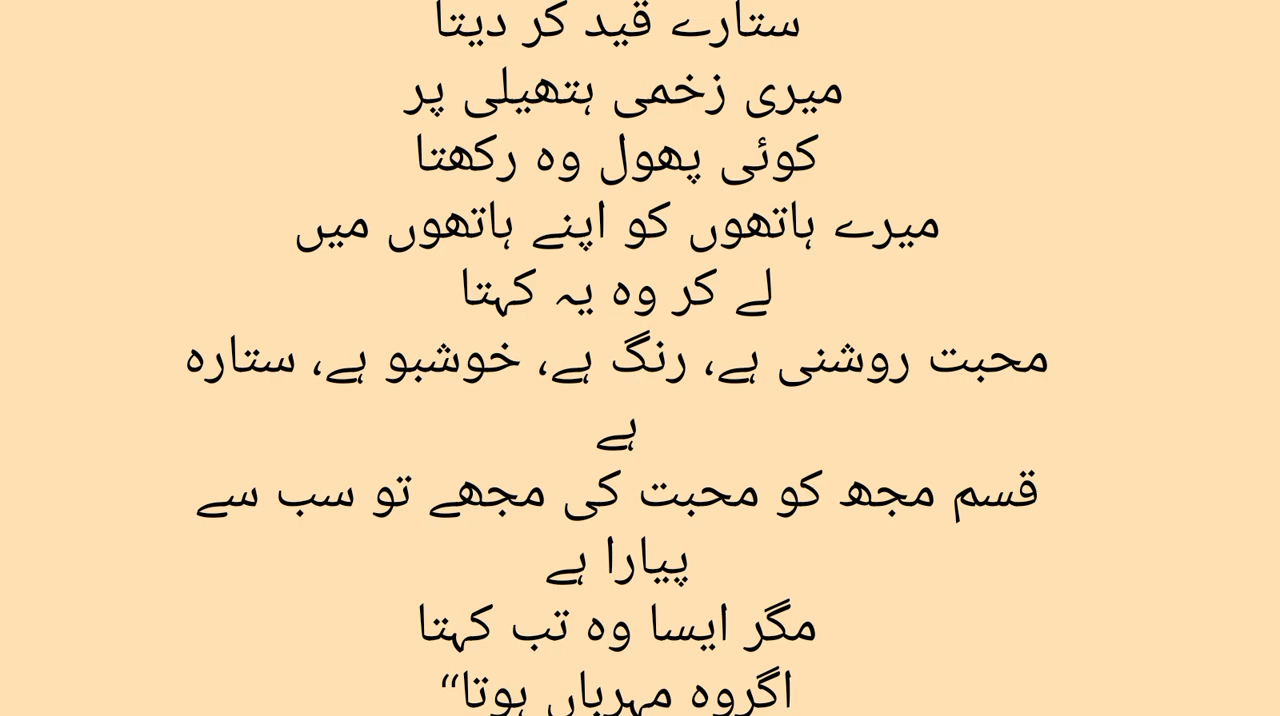 ستارے قید کر دیتا
میری زخمی ہتھیلی پر
کوئی پھول وہ رکھتا
میرے ہاتھوں کو اپنے ہاتھوں میں
لے کر وہ یہ کہتا
محبت روشنی ہے، رنگ ہے، خوشبو ہے، ستارہ
ہے
قسم مجھ کو محبت کی مجھے تو سب سے
پیارا ہے
مگر ایسا وہ تب کہتا
اگروہ مہرباں ہوتا“